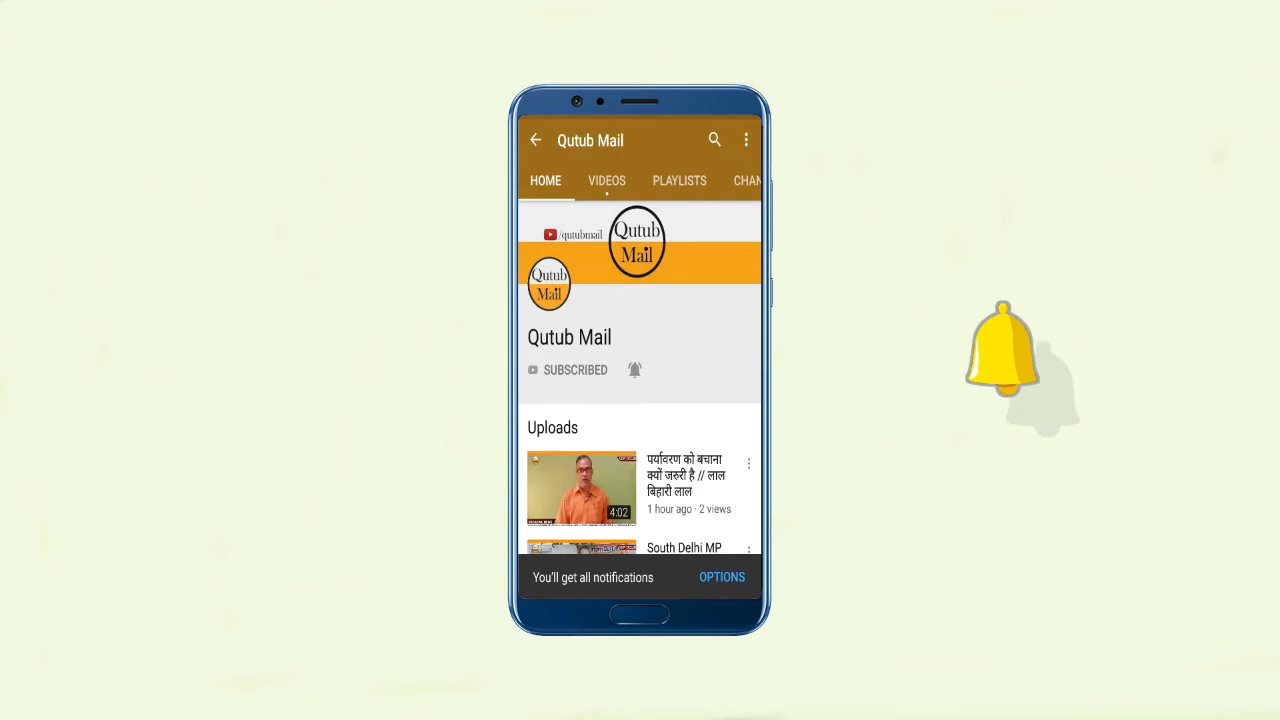 Qutub Mail
HOME VIDEOS PLAYLISTS CHAN
/qutubmail
Qutub
Mail
Qutub
Mail
Qutub Mail
SUBSCRIBED
Uploads
पर्यावरण को बचाना
क्यों जरुरी है // लाल
बिहारी लाल
4:02
1 hour ago · 2 views
South Delhi MP
You'll get all notifications OPTIONS